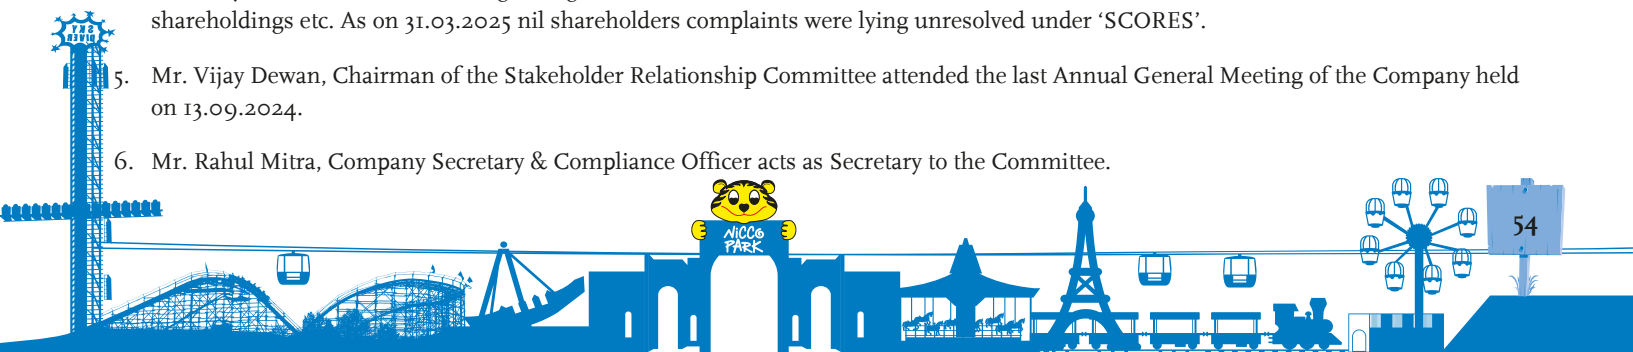 shareholdings etc. As on 31.03.2025 nil shareholders complaints were lying unresolved under ‘SCORES’.
SKY
DIVER
5. Mr. Vijay Dewan, Chairman of the Stakeholder Relationship Committee attended the last Annual General Meeting of the Company held
on 13.09.2024.
6. Mr. Rahul Mitra, Company Secretary & Compliance Officer acts as Secretary to the Committee.
NICCO
PARK
54